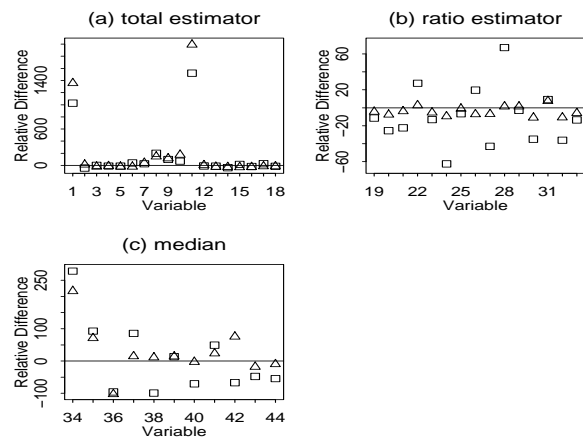 (a) total estimator
Relative Difference
0 600 1400
1 3 5 7 9 12 14 16 18
Variable
(b) ratio estimator
Relative Difference
-60 -20 20 60
19 22 25 28 31
Variable
(c) median
Relative Difference
-100 0 100 250
34 36 38 40 42 44
Variable